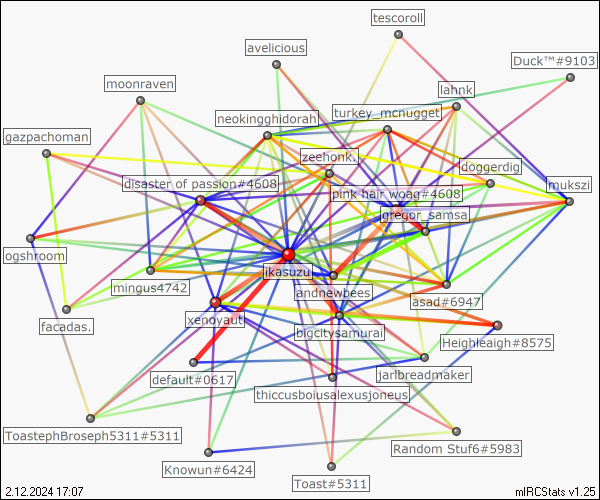 tescoroll
avelicious
Duck™#9103
moonraven
lahnk
neokingghidorah
turkey_mcnugget
gazpachoman
zeehonk.
doggerdig
disaster of passion#4608
pink hair woag#4608
mukszi
gregor_samsa
ogshroom
ikasuzu
mingus4742
andnewbees
asad#6947
facadas.
xenoyaut
bigcitysamurai
Heighleaigh#8575
default#0617
jarlbreadmaker
thiccusboiusalexusjoneus
ToastephBroseph5311#5311
Random Stuf6#5983
Knowun#6424
Toast#5311
2.12.2024 17:07
mIRCStats v1.25